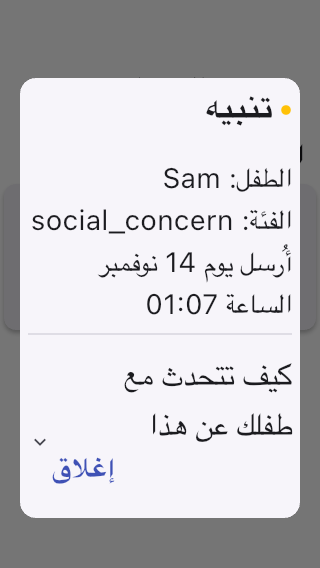 تنبيه
الطفل: Sam
الفئة: social_concern
أُرسل يوم 14 نوفمبر
الساعة 01:07
كيف تتحدث مع
طفلك عن هذا
إغلاق